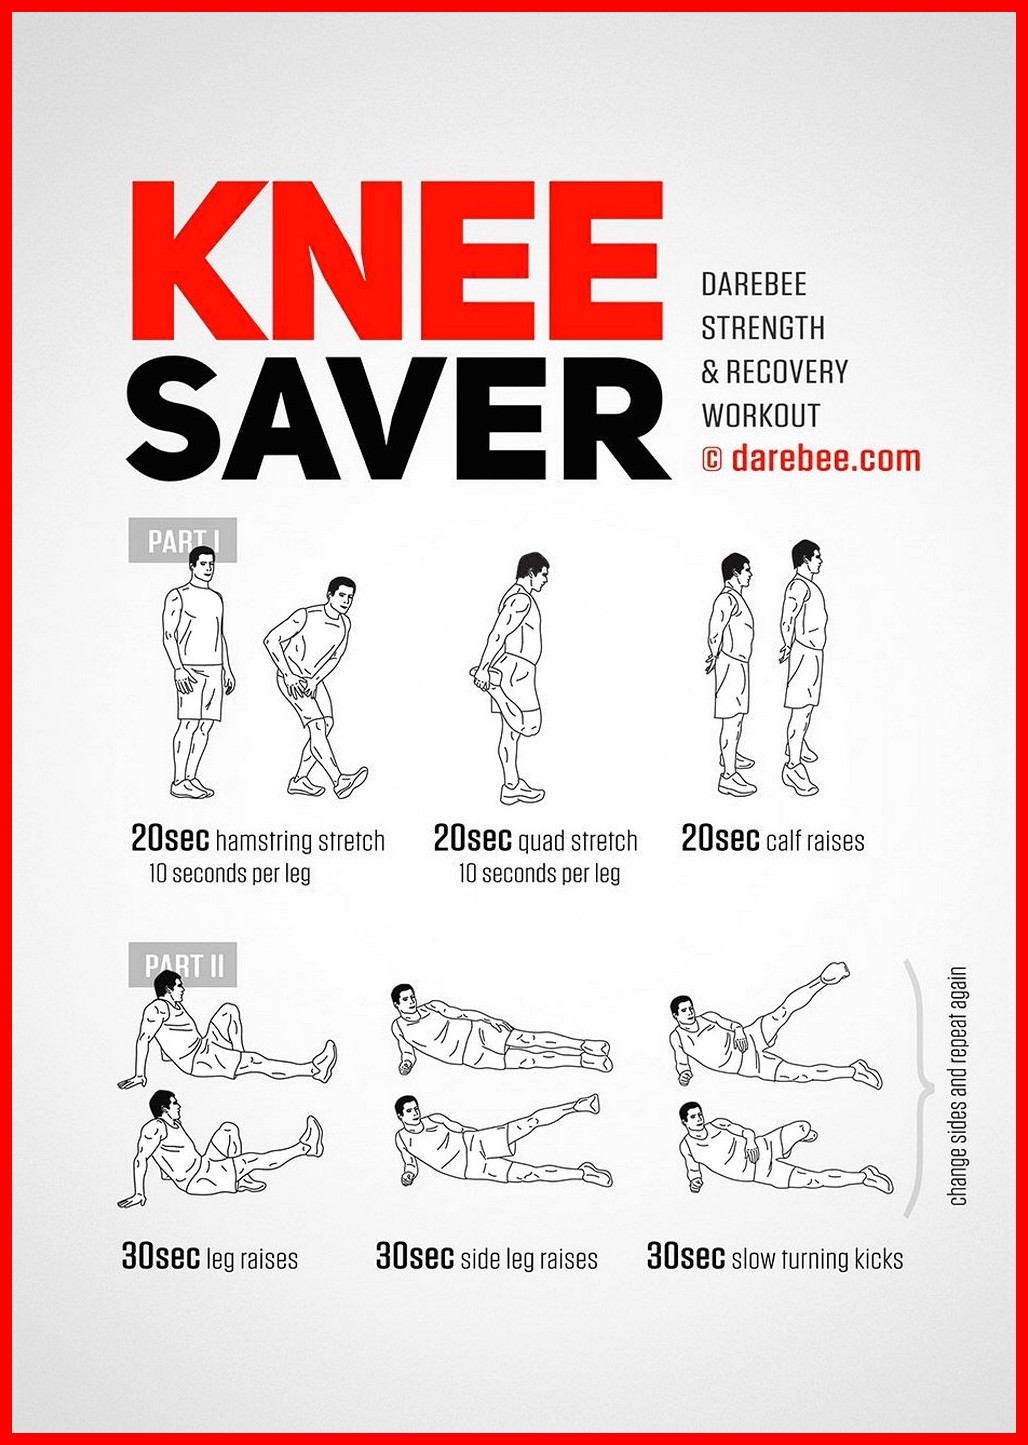 KNEE
SAVER
DAREBEE
STRENGTH
& RECOVERY
WORKOUT
© darebee.com
PART I
20sec hamstring stretch
10 seconds per leg
20sec quad stretch
10 seconds per leg
20sec calf raises
PART II
change sides and repeat again
30sec leg raises
30sec side leg raises
30sec slow turning kicks